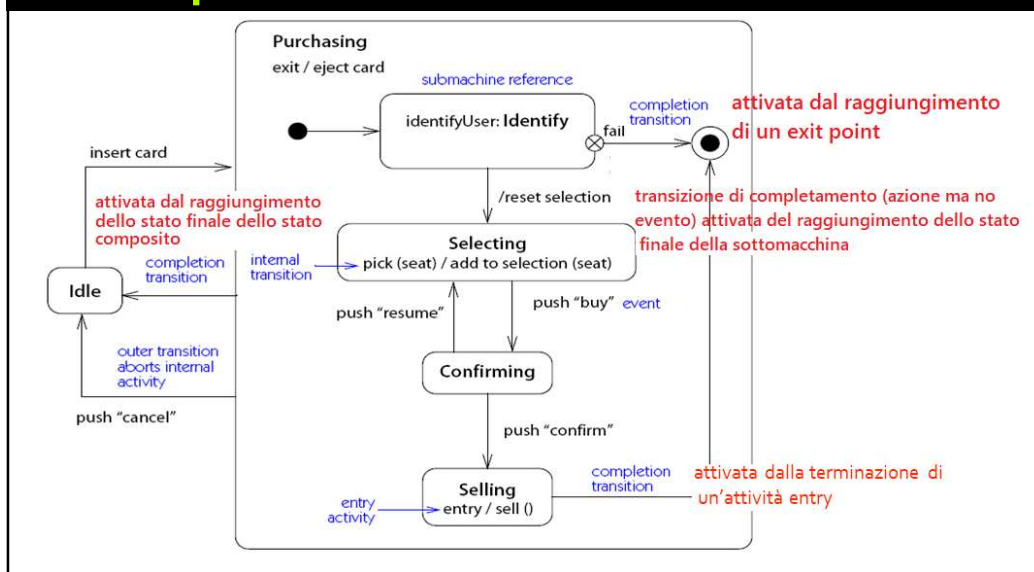 Purchasing
exit / eject card
submachine reference
identifyUser: Identify
fail
completion
transition
attivata dal raggiungimento
di un exit point
insert card
/reset selection
attivata dal raggiungimento
dello stato finale dello stato
composito
transizione di completamento (azione ma no
evento) attivata del raggiungimento dello stato
finale della sottomacchina
Selecting
pick (seat) / add to selection (seat)
internal
transition
completion
transition
Idle
push "resume"
push "buy"
event
outer transition
aborts internal
activity
push "cancel"
Confirming
push "confirm"
completion
transition
attivata dalla terminazione di
un'attività entry
Selling
entry / sell ()
entry
activity